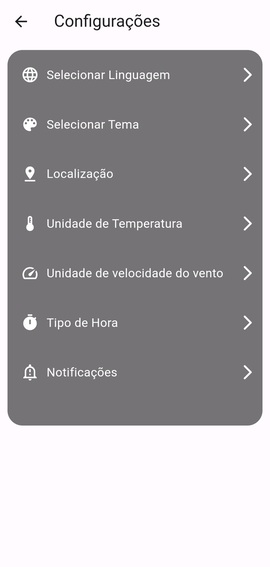 Configurações
Selecionar Linguagem
Selecionar Tema
Localização
Unidade de Temperatura
Unidade de velocidade do vento
Tipo de Hora
Notificações